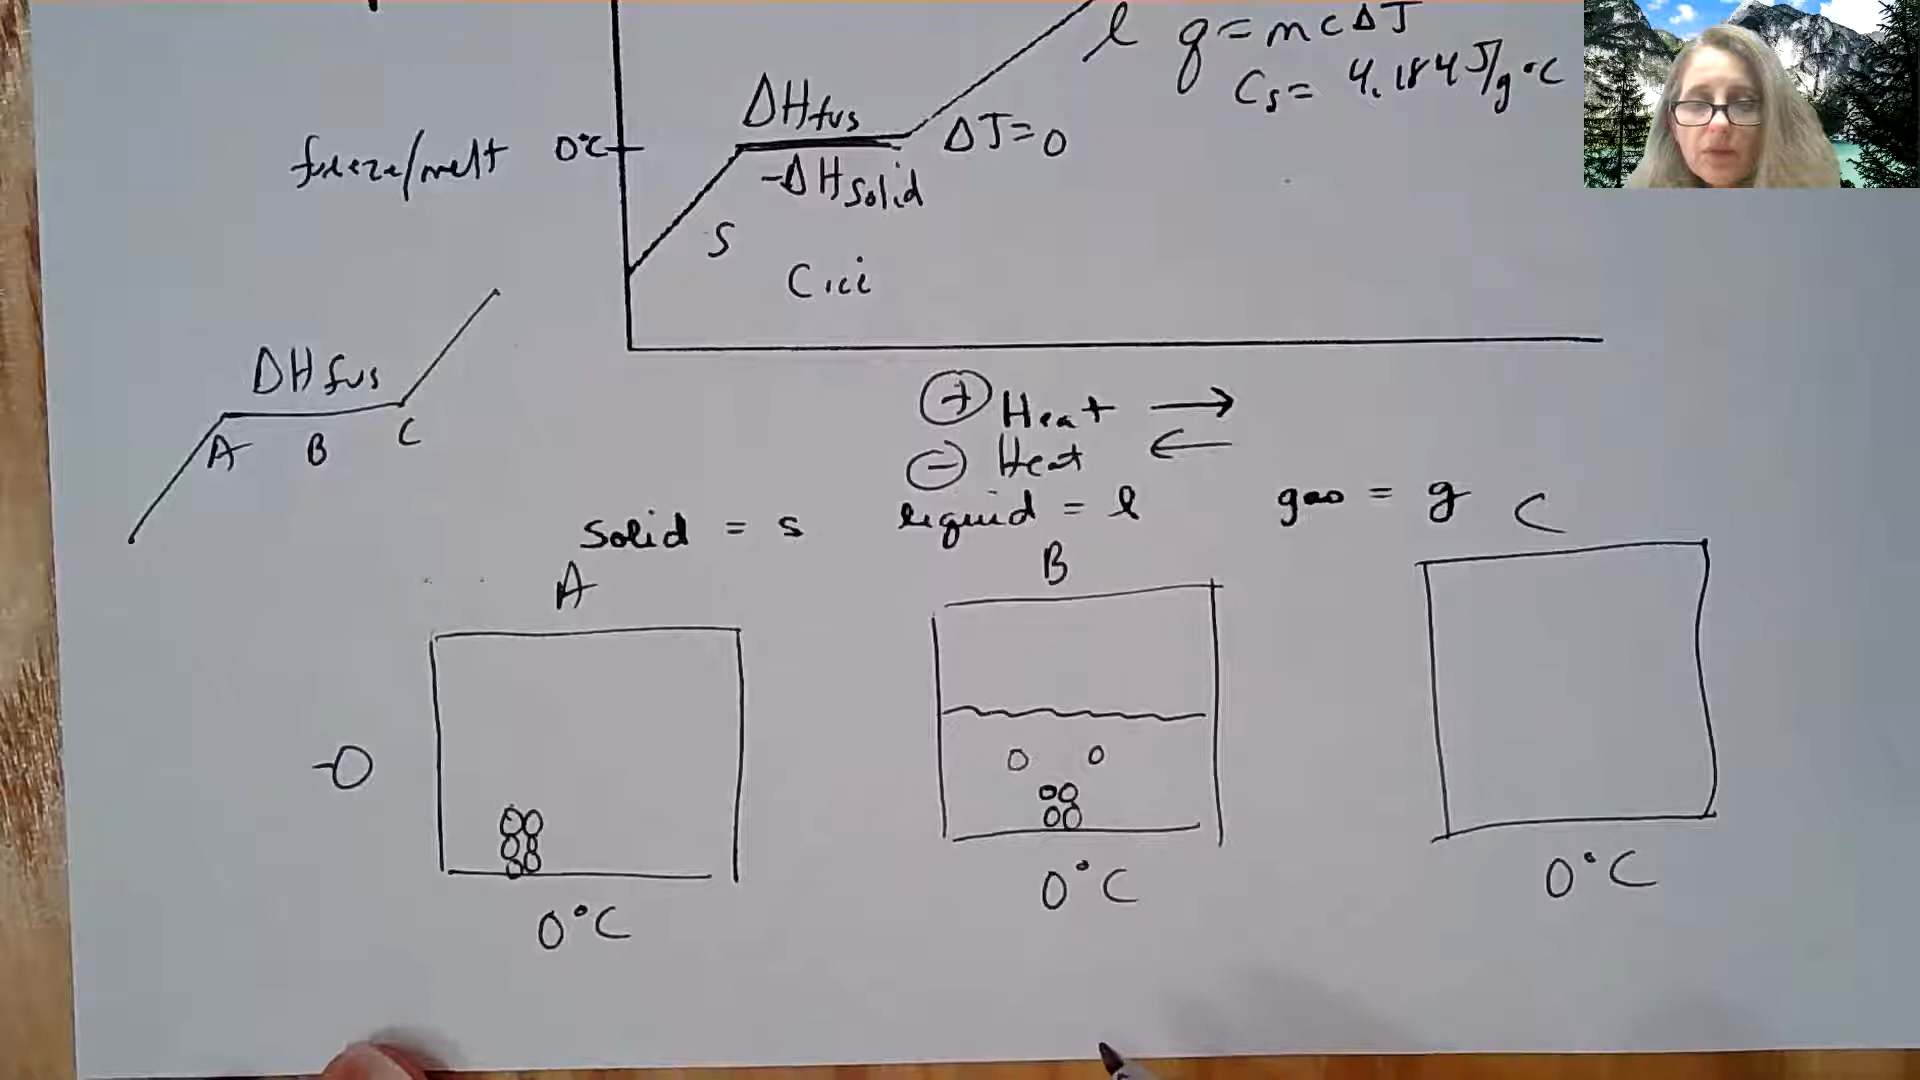 l q = mcΔT
Cs = 4.184 J/g°C
ΔHfus
freeze/melt 0°C ΔT=0
-ΔHsolid
s
Cice
ΔHfus
A B C
+ Heat →
- Heat ←
solid = s liquid = l gas = g
A B C
-O
0°C 0°C 0°C